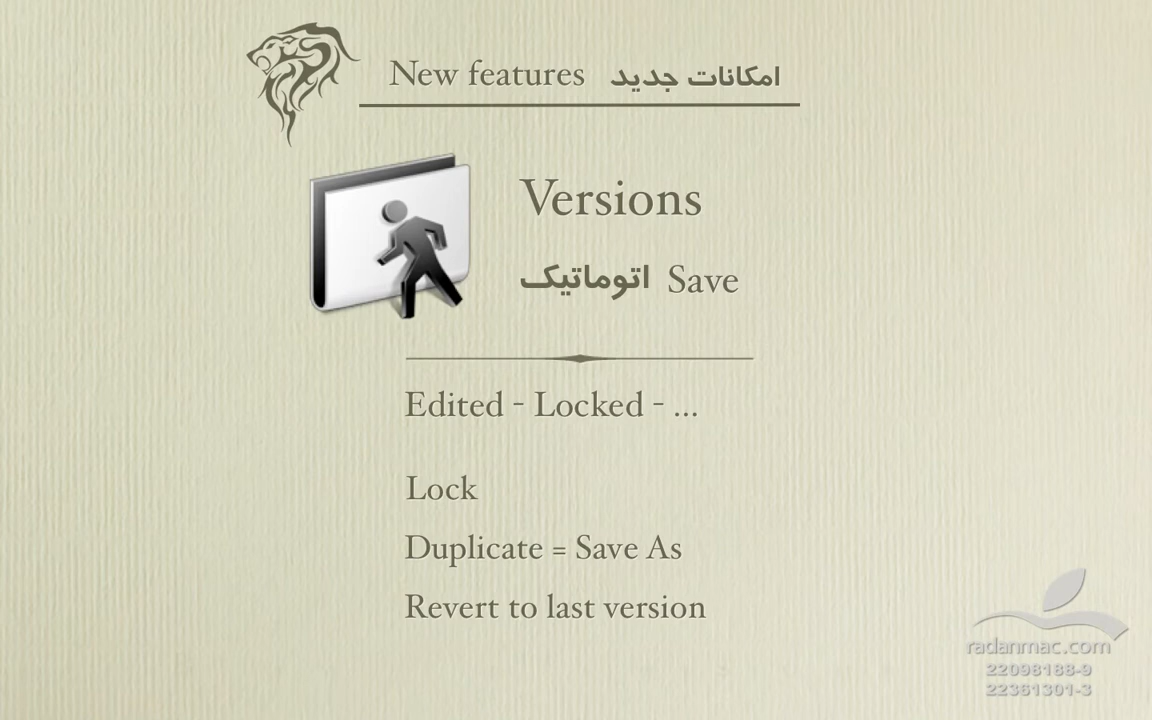 New features امکانات جدید
Versions
Save اتوماتیک
Edited - Locked - ...
Lock
Duplicate = Save As
Revert to last version
radanmac.com
22098188-9
22361301-3